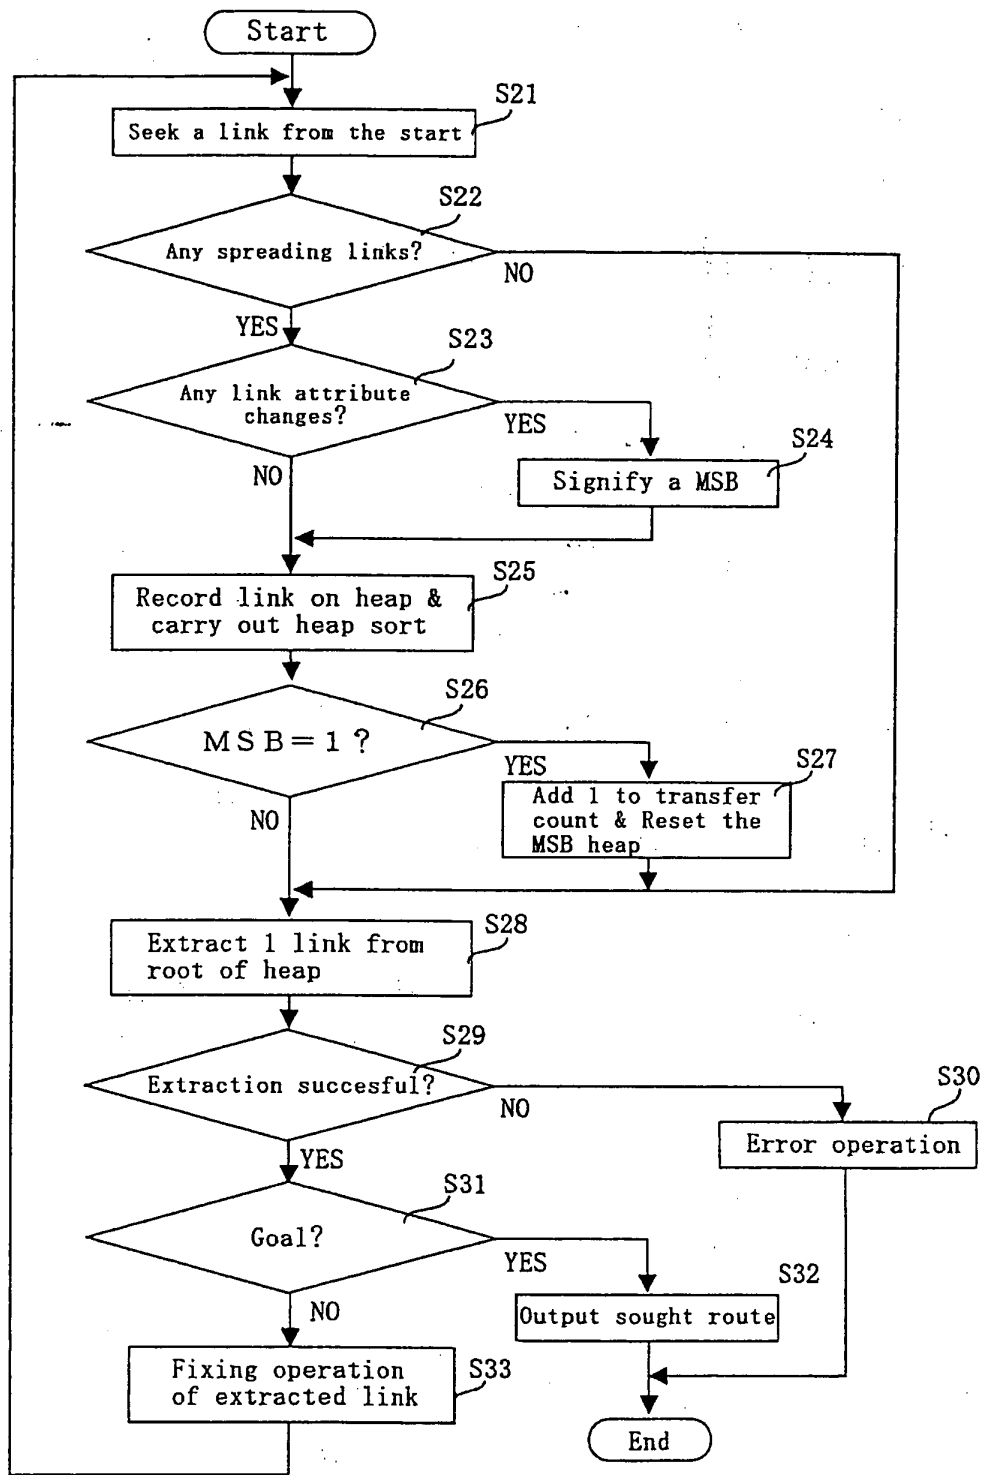 Start
S21
Seek a link from the start
S22
Any spreading links?
NO
YES
S23
Any link attribute
changes?
YES
S24
NO
Signify a MSB
S25
Record link on heap &
carry out heap sort
S26
MSB=1?
YES
S27
NO
Add 1 to transfer
count & Reset the
MSB heap
S28
Extract 1 link from
root of heap
S29
Extraction succesful?
NO
S30
Error operation
YES
S31
Goal?
YES
S32
NO
Output sought route
Fixing operation
of extracted link
S33
End